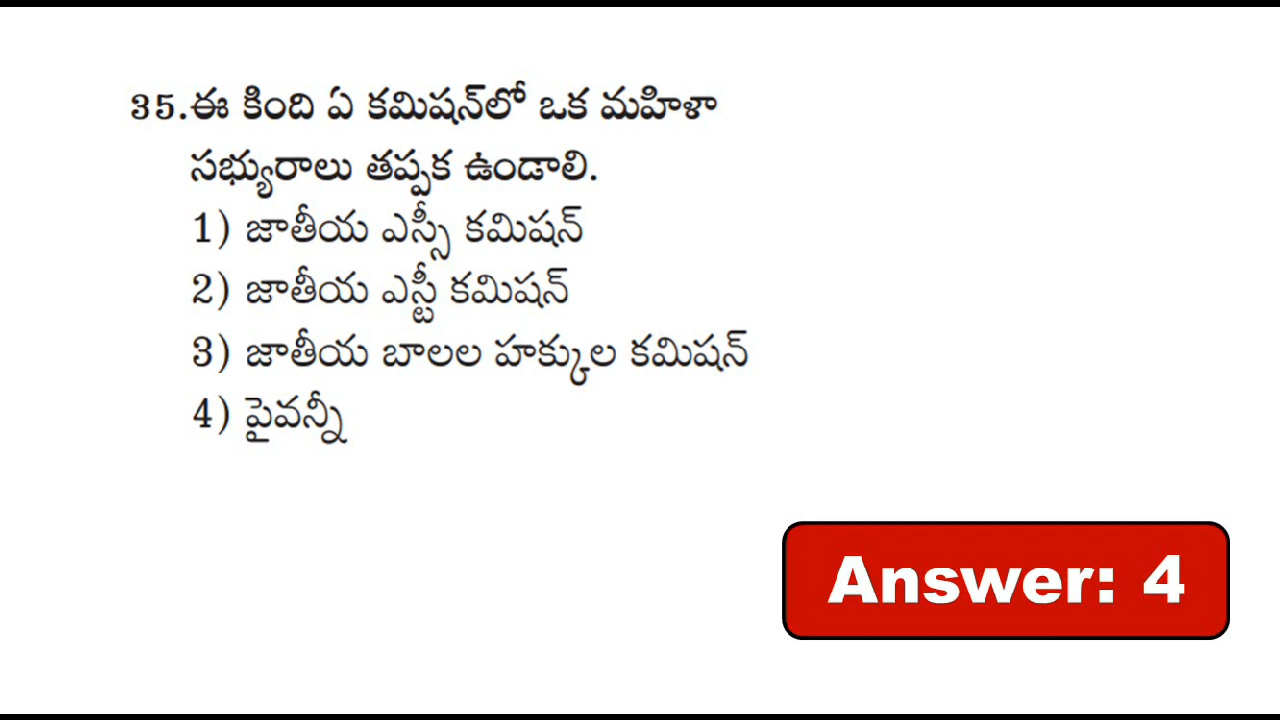 35.ఈ కింది ఏ కమిషన్‌లో ఒక మహిళా
సభ్యురాలు తప్పక ఉండాలి.
1) జాతీయ ఎస్సీ కమిషన్
2) జాతీయ ఎస్టీ కమిషన్
3) జాతీయ బాలల హక్కుల కమిషన్
4) పైవన్నీ
Answer: 4